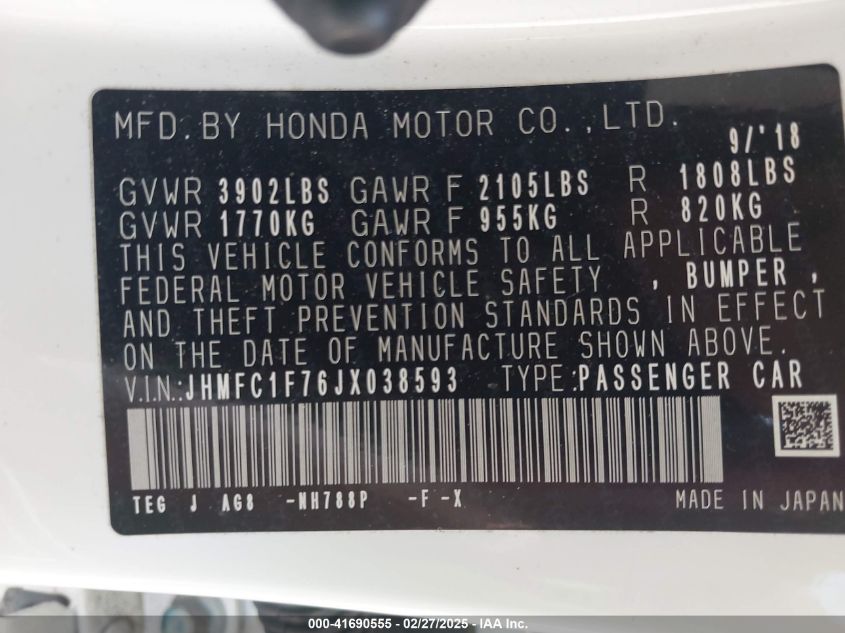 MFD. BY HONDA MOTOR CO., LTD. 9/'18
GVWR 3902LBS GAWR F 2105LBS R 1808LBS
GVWR 1770KG GAWR F 955KG R 820KG
THIS VEHICLE CONFORMS TO ALL APPLICABLE
FEDERAL MOTOR VEHICLE SAFETY , BUMPER ,
AND THEFT PREVENTION STANDARDS IN EFFECT
ON THE DATE OF MANUFACTURE SHOWN ABOVE.
V.I.N.:JHMFC1F76JX038593 TYPE:PASSENGER CAR
TEG J AG8 -NH788P -F -X MADE IN JAPAN
000-41690555 - 02/27/2025 - IAA Inc.